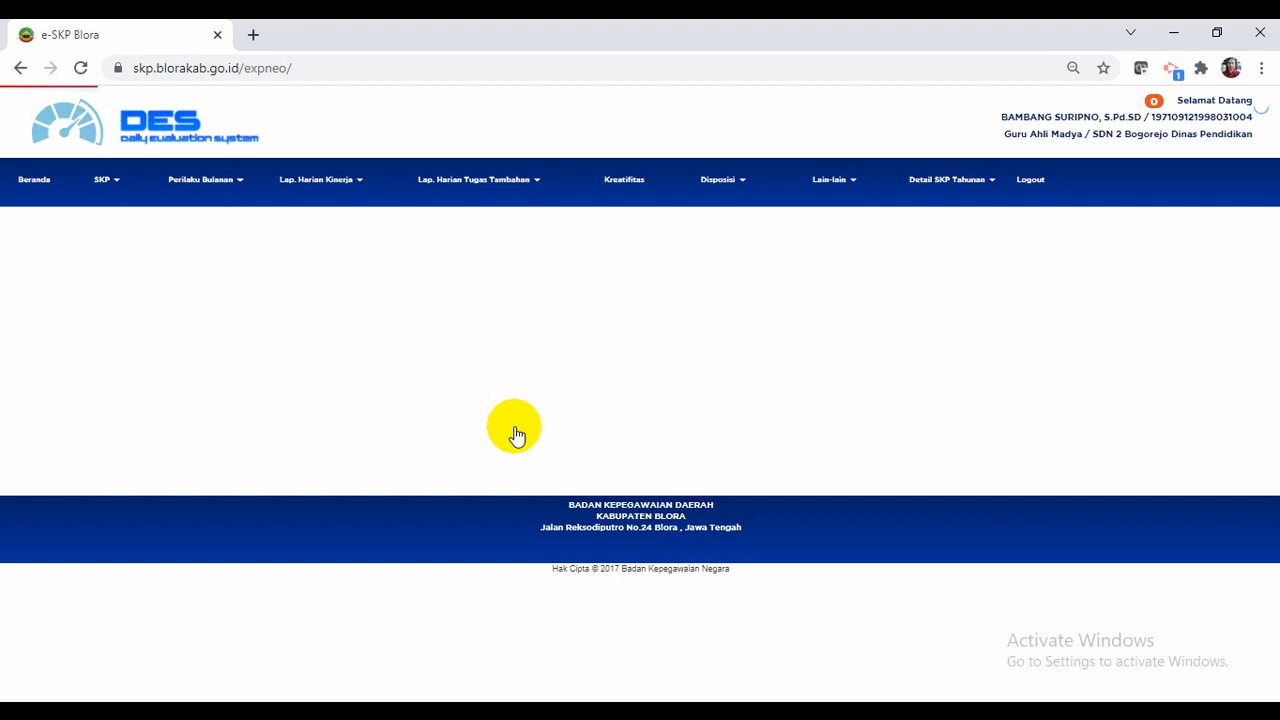 e-SKP Blora
skp.blorakab.go.id/expneo/
1
DES
Daily Evaluation System
0 Selamat Datang
BAMBANG SURIPNO, S.Pd.SD / 197109121998031004
Guru Ahli Madya / SDN 2 Bogorejo Dinas Pendidikan
Beranda SKP Perilaku Bulanan Lap. Harian Kinerja Lap. Harian Tugas Tambahan Kreatifitas Disposisi Lain-lain Detail SKP Tahunan Logout
BADAN KEPEGAWAIAN DAERAH
KABUPATEN BLORA
Jalan Reksodiputro No.24 Blora , Jawa Tengah
Hak Cipta © 2017 Badan Kepegawaian Negara
Activate Windows
Go to Settings to activate Windows.